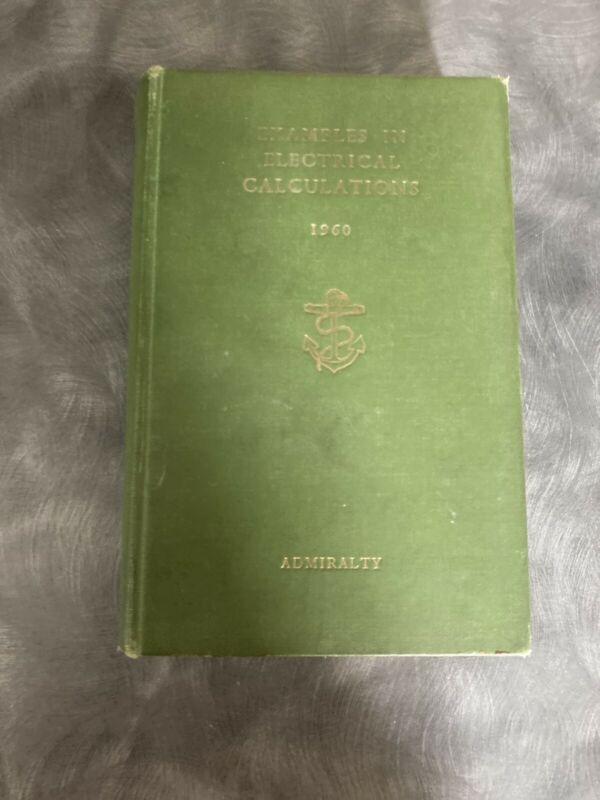 EXAMPLES IN
ELECTRICAL
CALCULATIONS
1960
ADMIRALTY